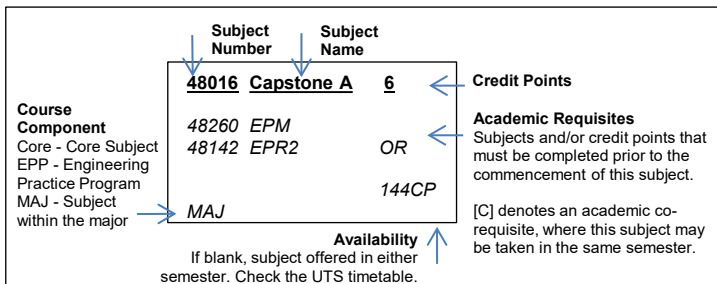 Subject Number
Subject Name
48016 Capstone A 6
Credit Points
48260 EPM
48142 EPR2 OR
144CP
MAJ
Course
Component
Core - Core Subject
EPP - Engineering
Practice Program
MAJ - Subject
within the major
Academic Requisites
Subjects and/or credit points that
must be completed prior to the
commencement of this subject.
[C] denotes an academic co-
requisite, where this subject may
be taken in the same semester.
Availability
If blank, subject offered in either
semester. Check the UTS timetable.